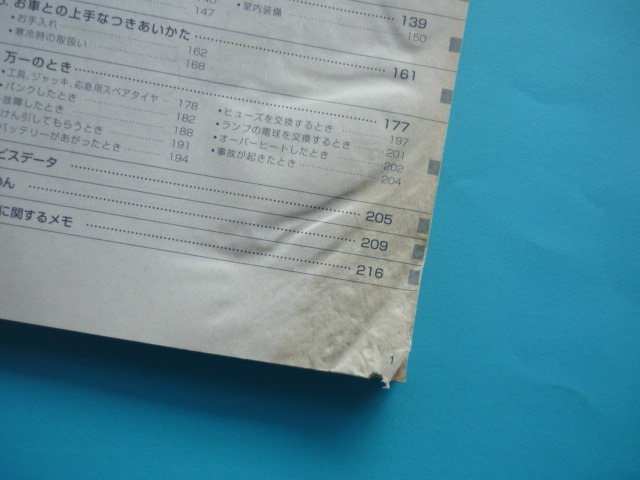 147
・室内装備 150
139
お車との上手なつきあいかた 161
・お手入れ 162
・寒冷時の取扱い 168
万一のとき 177
・工具、ジャッキ、応急用スペアタイヤ 178
・パンクしたとき 182
故障したとき 188
けん引してもらうとき 191
バッテリーがあがったとき 194
・ヒューズを交換するとき 197
・ランプの電球を交換するとき 201
・オーバーヒートしたとき 202
・事故が起きたとき 204
ビスデータ 205
いん 209
に関するメモ 216
1